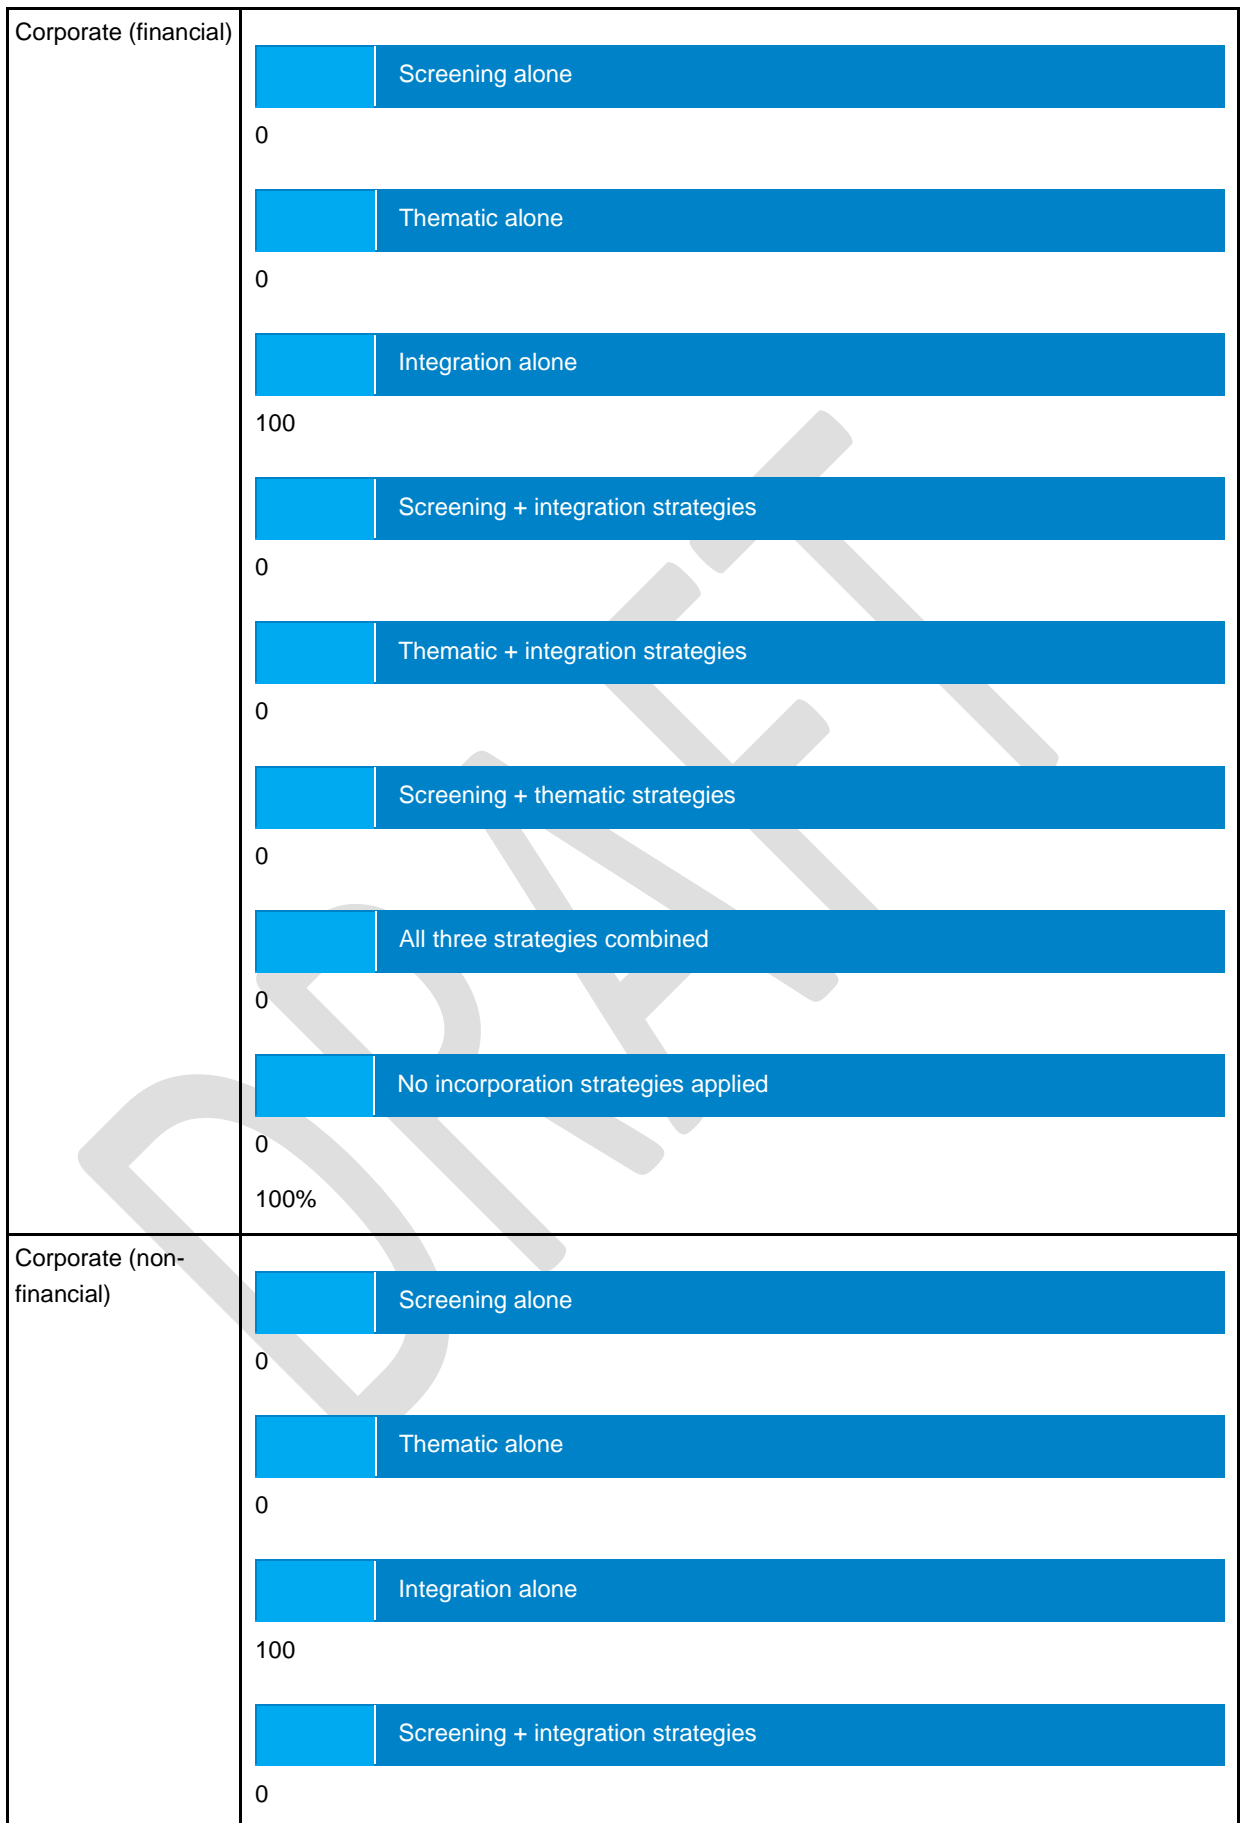 Corporate (financial)
Screening alone
0
Thematic alone
0
Integration alone
100
Screening + integration strategies
0
Thematic + integration strategies
0
Screening + thematic strategies
0
All three strategies combined
0
No incorporation strategies applied
0
100%
Corporate (non-
financial)
Screening alone
0
Thematic alone
0
Integration alone
100
Screening + integration strategies
0
DRAFT